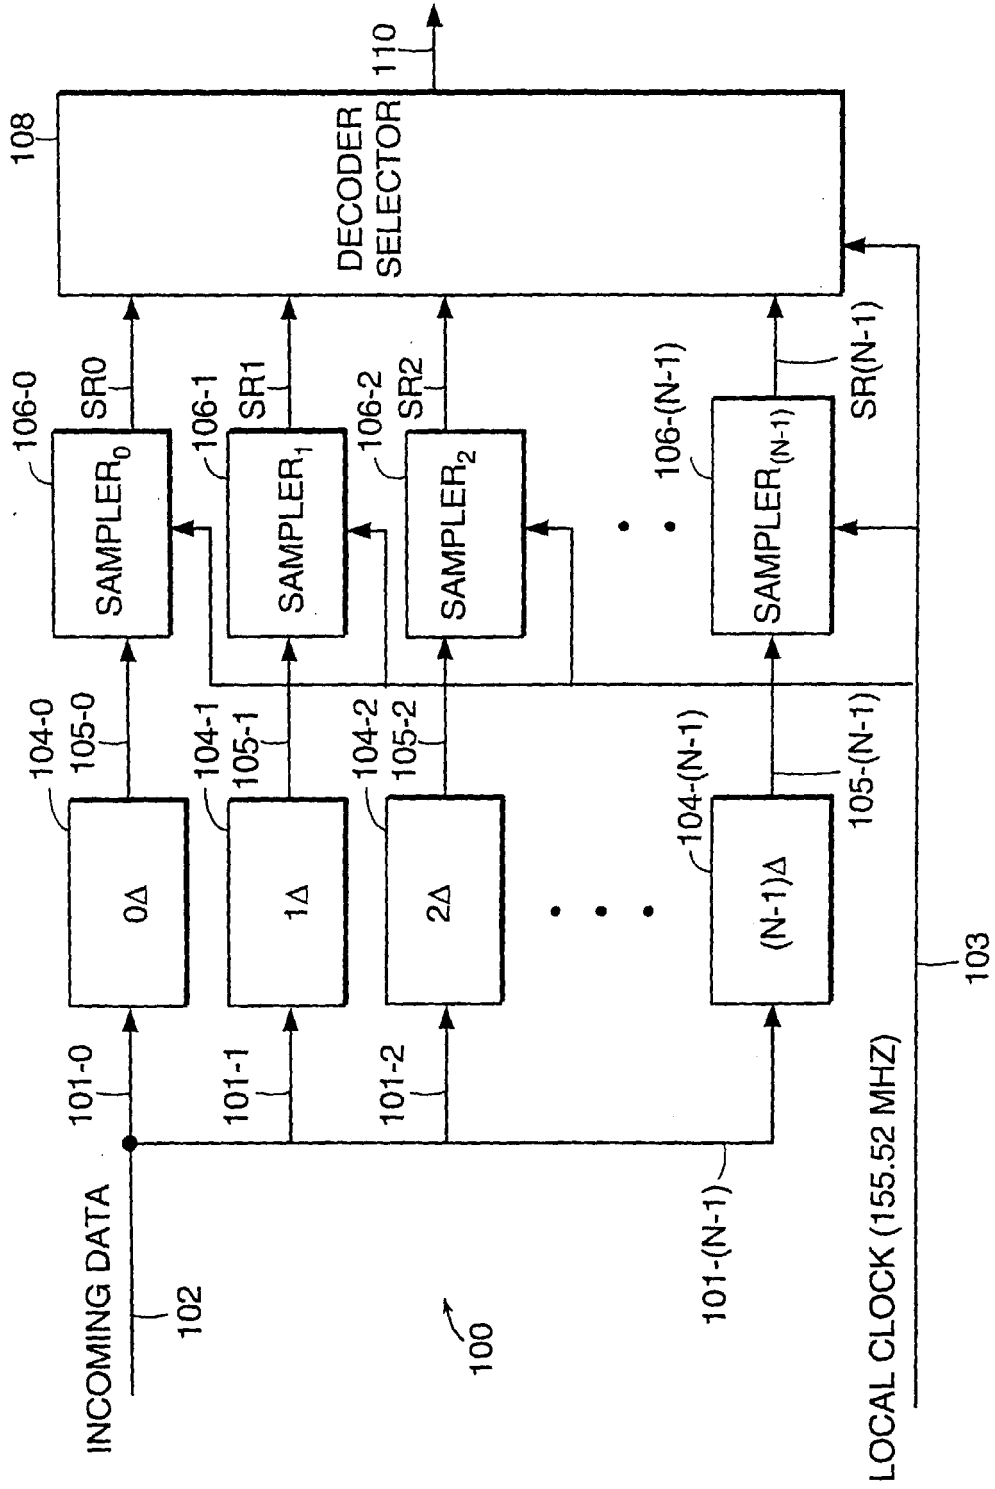 INCOMING DATA
102
101-0
0Δ
104-0
105-0
SAMPLER0
106-0
SR0
108
DECODER
SELECTOR
110
101-1
1Δ
104-1
105-1
SAMPLER1
106-1
SR1
101-2
2Δ
104-2
105-2
SAMPLER2
106-2
SR2
100
101-(N-1)
(N-1)Δ
104-(N-1)
105-(N-1)
SAMPLER(N-1)
106-(N-1)
SR(N-1)
LOCAL CLOCK (155.52 MHZ)
103